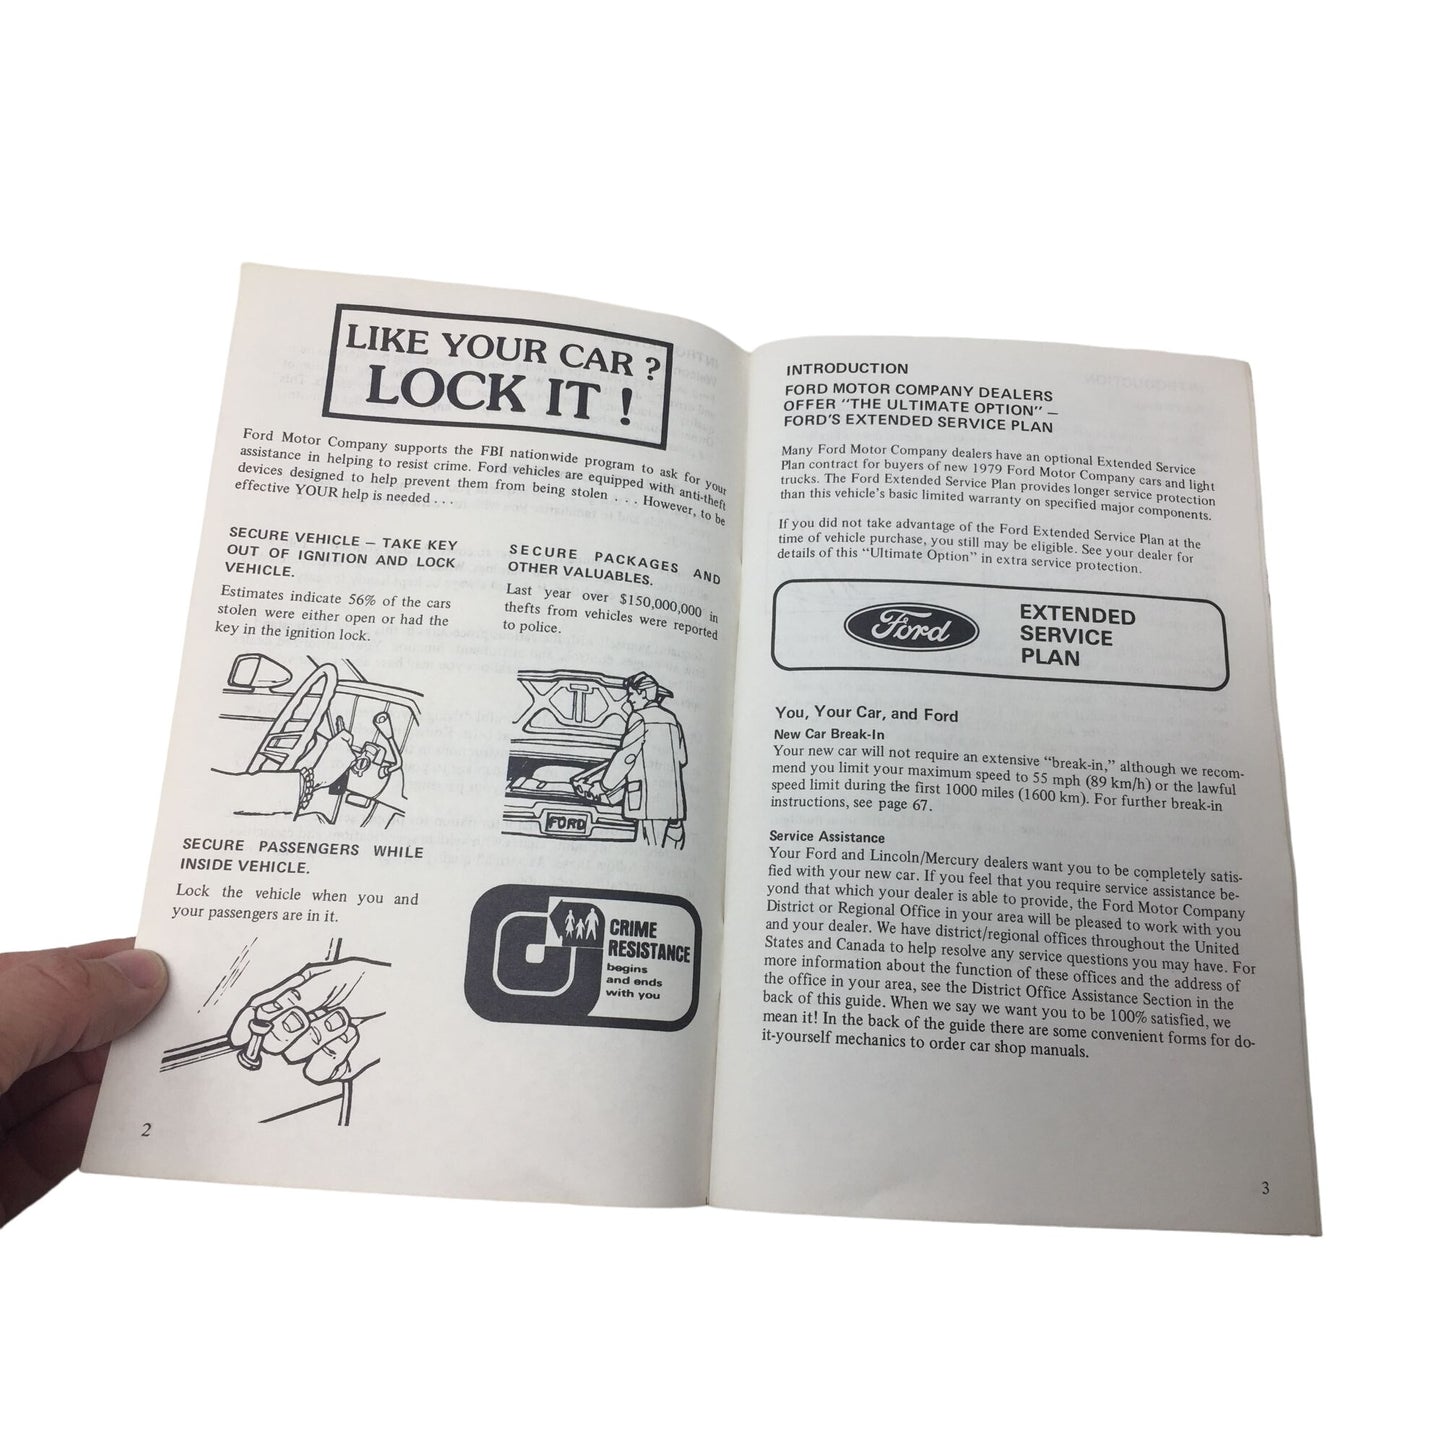 LIKE YOUR CAR ?
LOCK IT !
Ford Motor Company supports the FBI nationwide program to ask for your
assistance in helping to resist crime. Ford vehicles are equipped with anti-theft
devices designed to help prevent them from being stolen . . . However, to be
effective YOUR help is needed . . .
SECURE VEHICLE – TAKE KEY
OUT OF IGNITION AND LOCK
VEHICLE.
Estimates indicate 56% of the cars
stolen were either open or had the
key in the ignition lock.
SECURE PACKAGES AND
OTHER VALUABLES.
Last year over $150,000,000 in
thefts from vehicles were reported
to police.
FORD
SECURE PASSENGERS WHILE
INSIDE VEHICLE.
Lock the vehicle when you and
your passengers are in it.
CRIME
RESISTANCE
begins
and ends
with you
2
INTRODUCTION
FORD MOTOR COMPANY DEALERS
OFFER "THE ULTIMATE OPTION" –
FORD'S EXTENDED SERVICE PLAN
Many Ford Motor Company dealers have an optional Extended Service
Plan contract for buyers of new 1979 Ford Motor Company cars and light
trucks. The Ford Extended Service Plan provides longer service protection
than this vehicle's basic limited warranty on specified major components.
If you did not take advantage of the Ford Extended Service Plan at the
time of vehicle purchase, you still may be eligible. See your dealer for
details of this "Ultimate Option" in extra service protection.
Ford
EXTENDED
SERVICE
PLAN
You, Your Car, and Ford
New Car Break-In
Your new car will not require an extensive "break-in," although we recom-
mend you limit your maximum speed to 55 mph (89 km/h) or the lawful
speed limit during the first 1000 miles (1600 km). For further break-in
instructions, see page 67.
Service Assistance
Your Ford and Lincoln/Mercury dealers want you to be completely satis-
fied with your new car. If you feel that you require service assistance be-
yond that which your dealer is able to provide, the Ford Motor Company
District or Regional Office in your area will be pleased to work with you
and your dealer. We have district/regional offices throughout the United
States and Canada to help resolve any service questions you may have. For
more information about the function of these offices and the address of
the office in your area, see the District Office Assistance Section in the
back of this guide. When we say we want you to be 100% satisfied, we
mean it! In the back of the guide there are some convenient forms for do-
it-yourself mechanics to order car shop manuals.
3